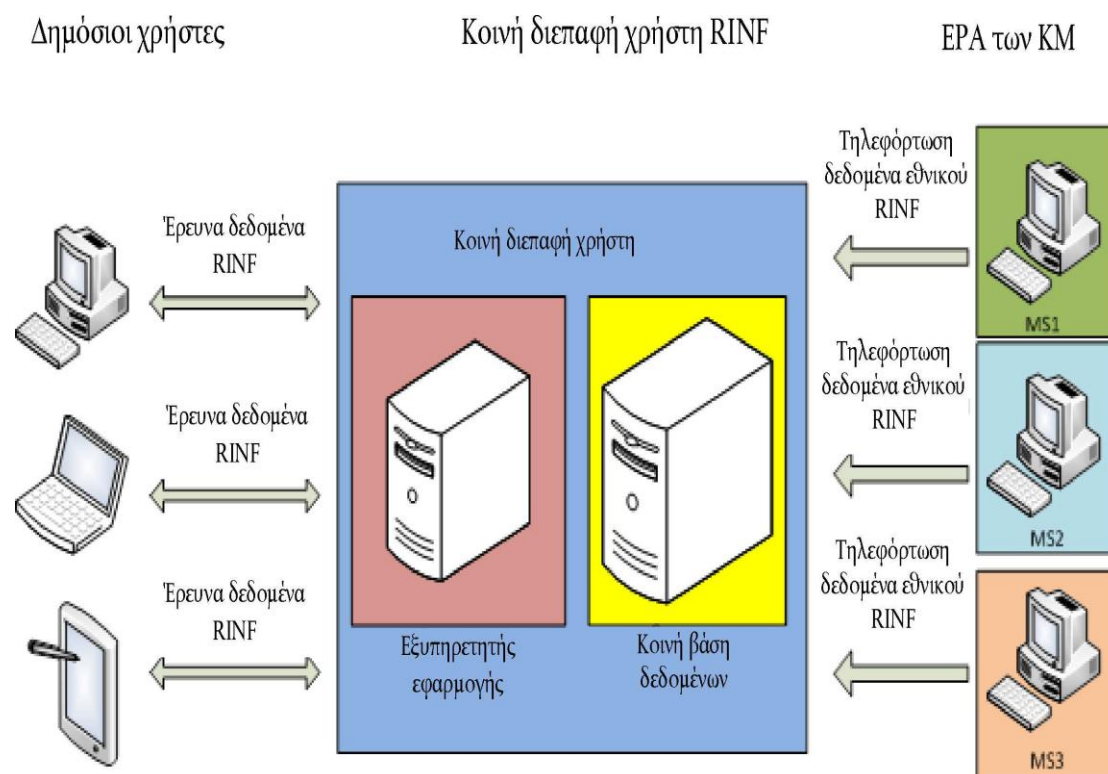 Δημόσιοι χρήστες
Κοινή διεπαφή χρήστη RINF
ΕΡΑ των ΚΜ
Έρευνα δεδομένα
RINF
Έρευνα δεδομένα
RINF
Έρευνα δεδομένα
RINF
Κοινή διεπαφή χρήστη
Εξυπηρετητής
εφαρμογής
Κοινή βάση
δεδομένων
Τηλεφόρτωση
δεδομένα εθνικού
RINF
Τηλεφόρτωση
δεδομένα εθνικού
RINF
Τηλεφόρτωση
δεδομένα εθνικού
RINF
MS1
MS2
MS3